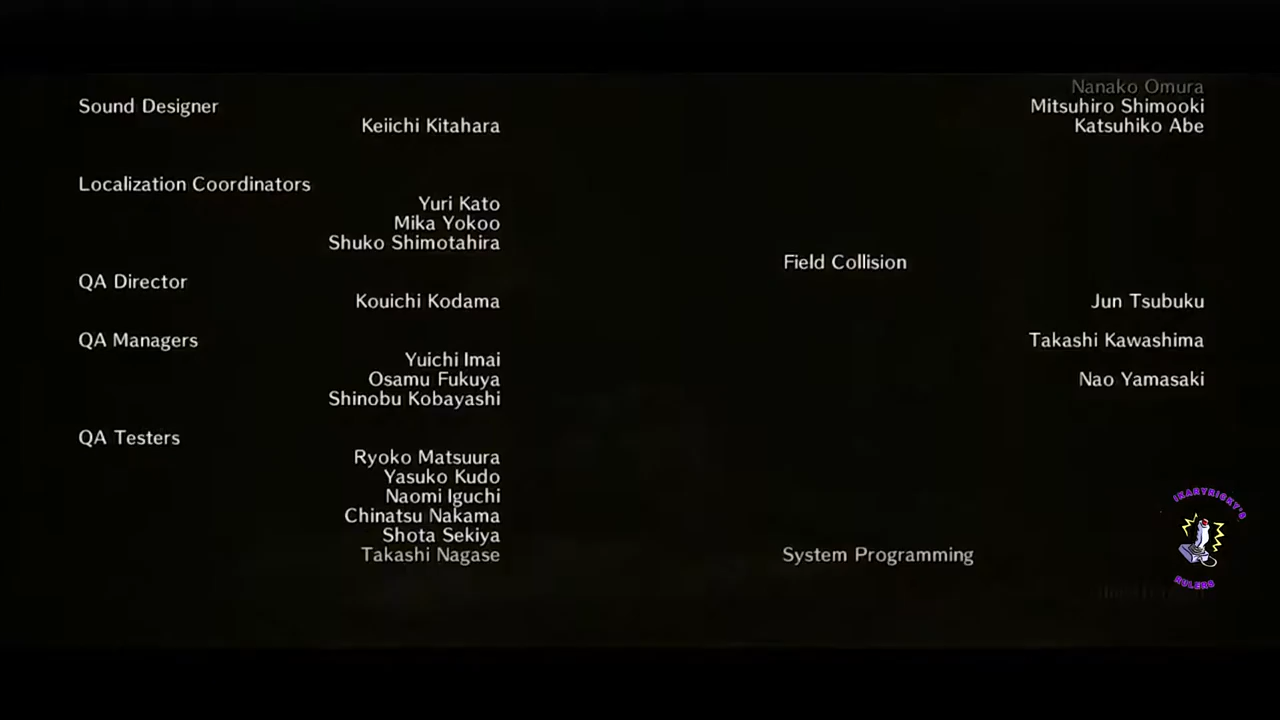 Sound Designer
Keiichi Kitahara
Localization Coordinators
Yuri Kato
Mika Yokoo
Shuko Shimotahira
QA Director
Kouichi Kodama
QA Managers
Yuichi Imai
Osamu Fukuya
Shinobu Kobayashi
QA Testers
Ryoko Matsuura
Yasuko Kudo
Naomi Iguchi
Chinatsu Nakama
Shota Sekiya
Takashi Nagase
Nanako Omura
Mitsuhiro Shimooki
Katsuhiko Abe
Field Collision
Jun Tsubuku
Takashi Kawashima
Nao Yamasaki
System Programming
IKARYRICKY'S
RULERS